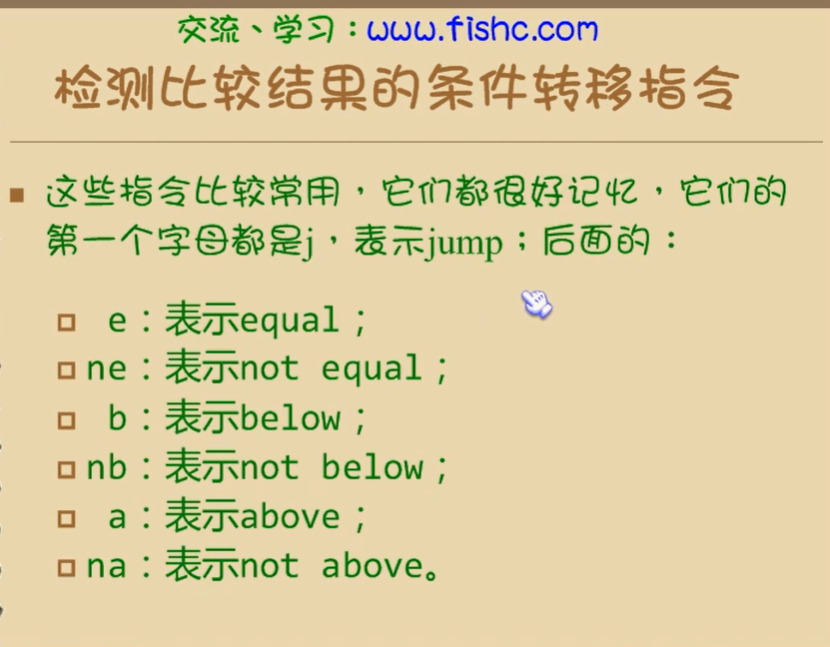 交流、学习：www.fishc.com
检测比较结果的条件转移指令
这些指令比较常用，它们都很好记忆，它们的
第一个字母都是j，表示jump；后面的：
e：表示equal；
ne：表示not equal；
b：表示below；
nb：表示not below；
a：表示above；
na：表示not above。